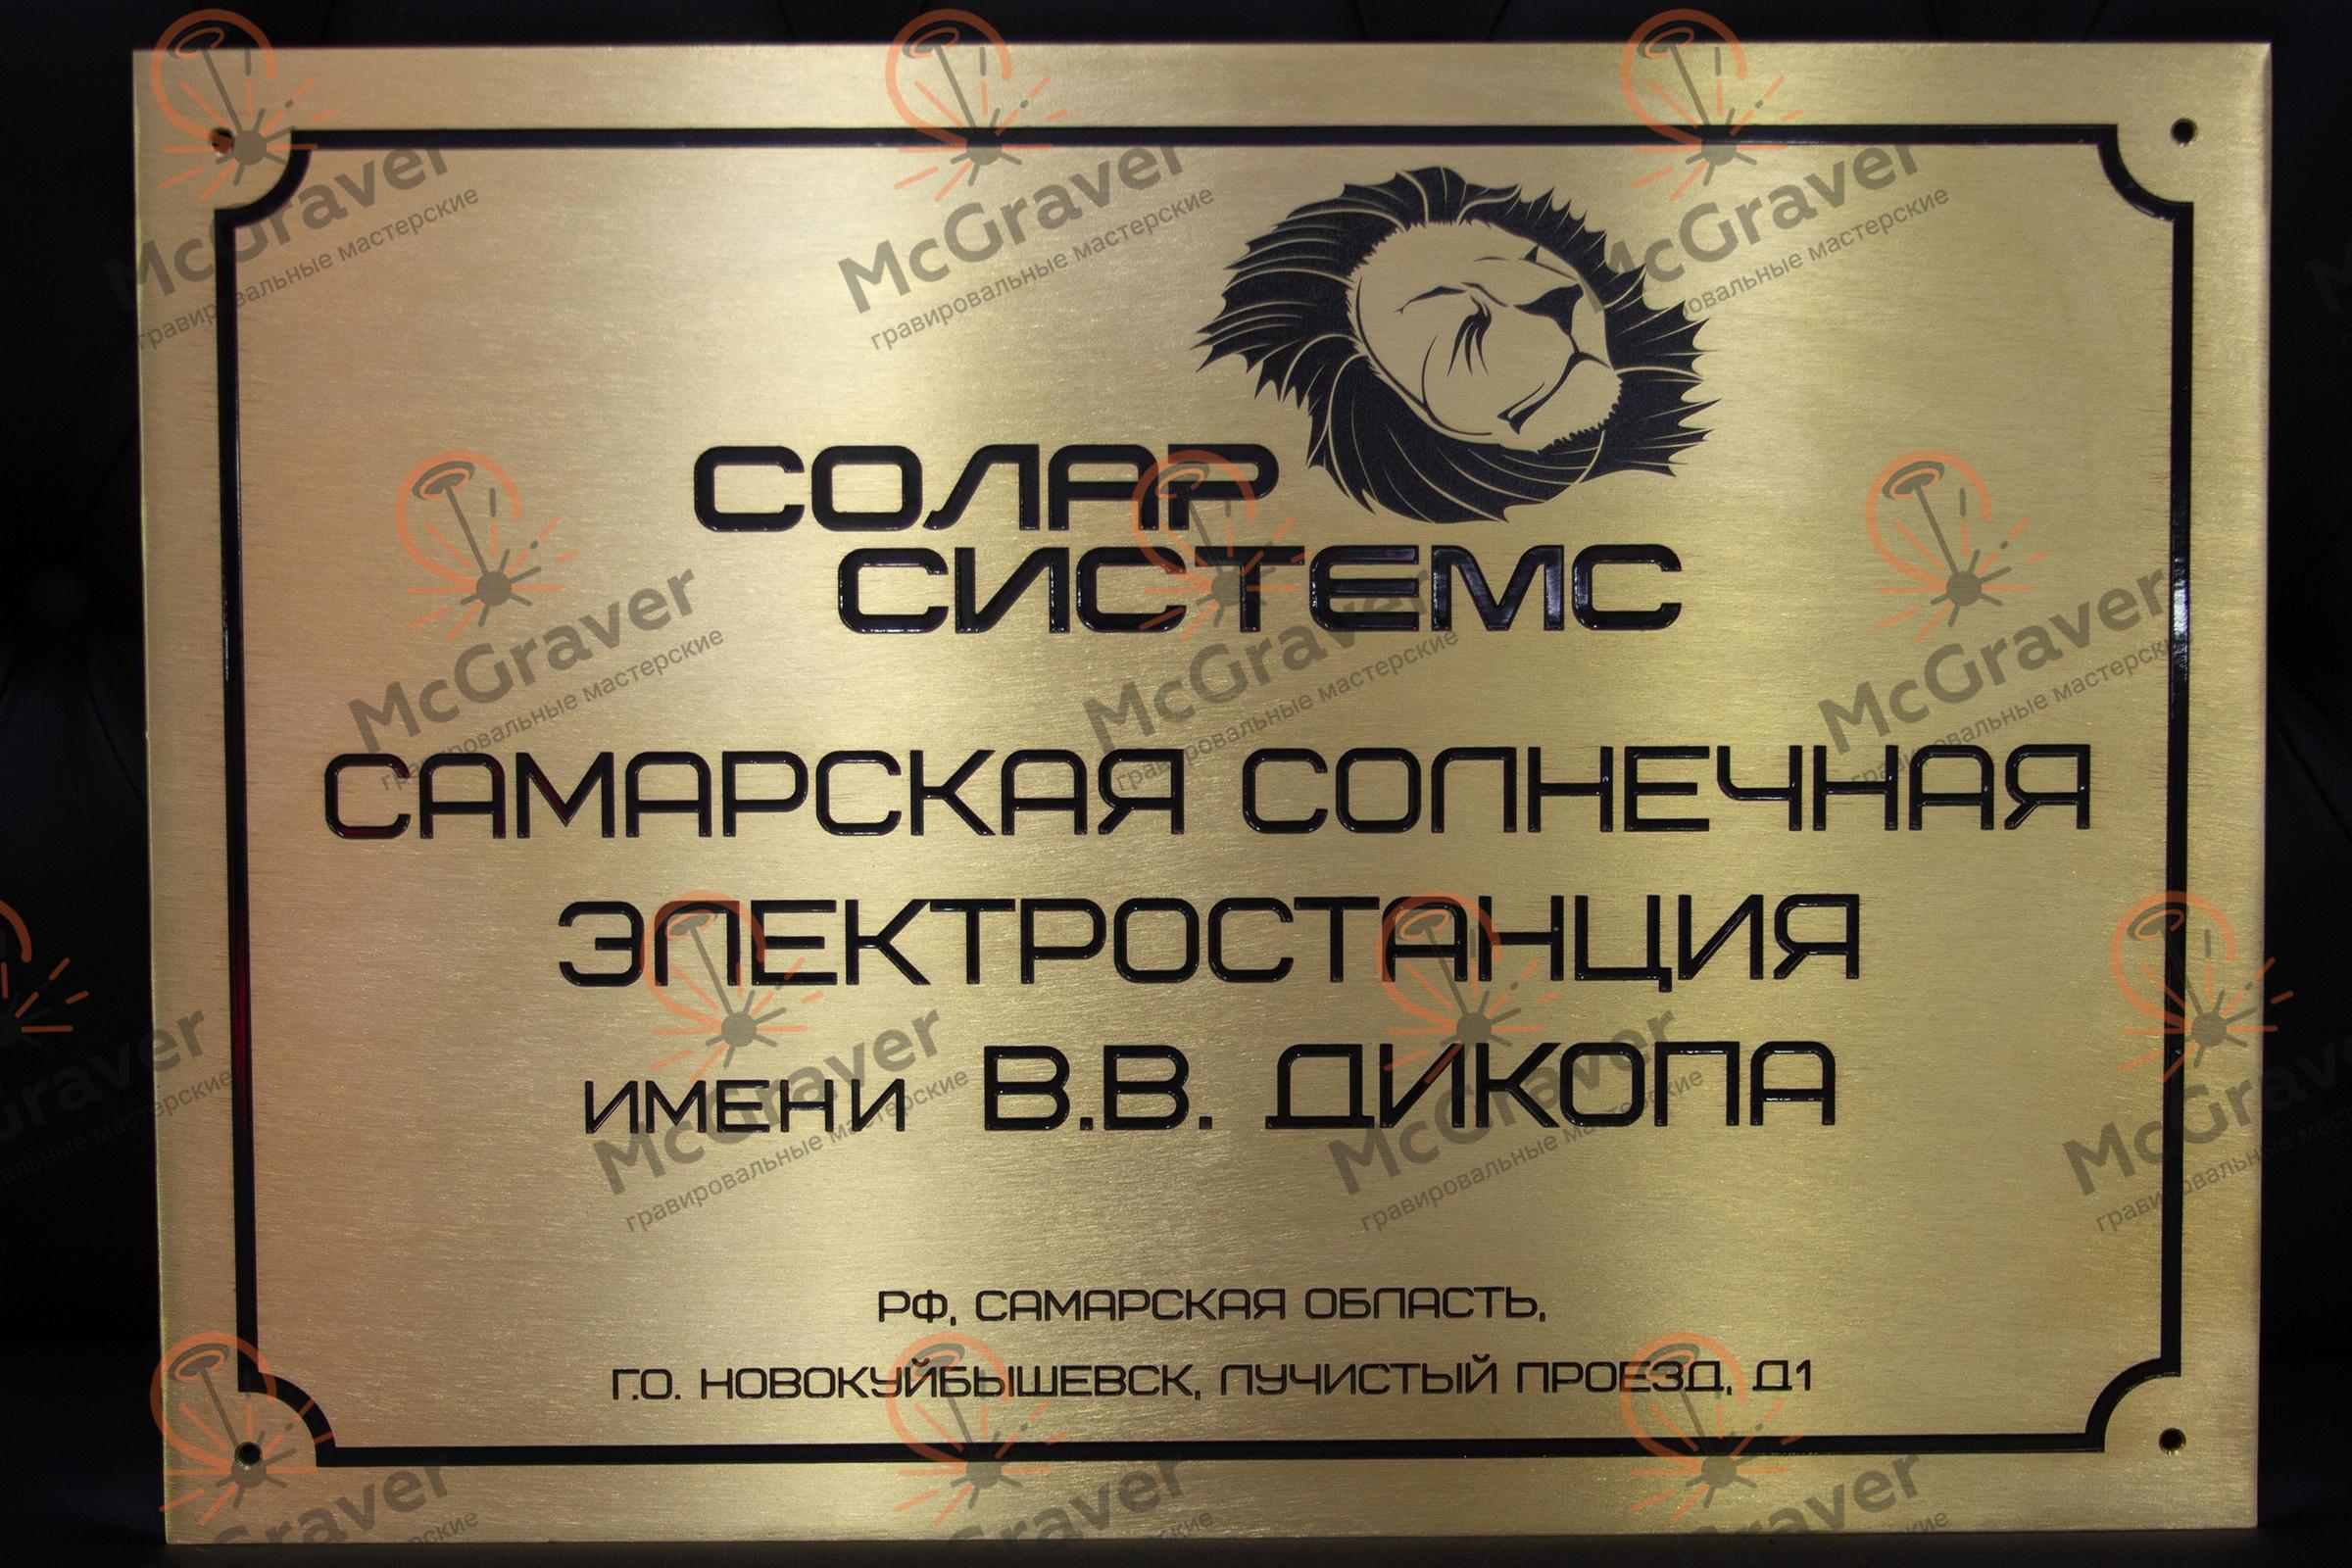 СОЛАР
СИСТЕМС
САМАРСКАЯ СОЛНЕЧНАЯ
ЭЛЕКТРОСТАНЦИЯ
ИМЕНИ В.В. ДИКОПА
РФ, САМАРСКАЯ ОБЛАСТЬ,
Г.О. НОВОКУЙБЫШЕВСК, ЛУЧИСТЫЙ ПРОЕЗД, Д1
McGraver
гравировальные мастерские